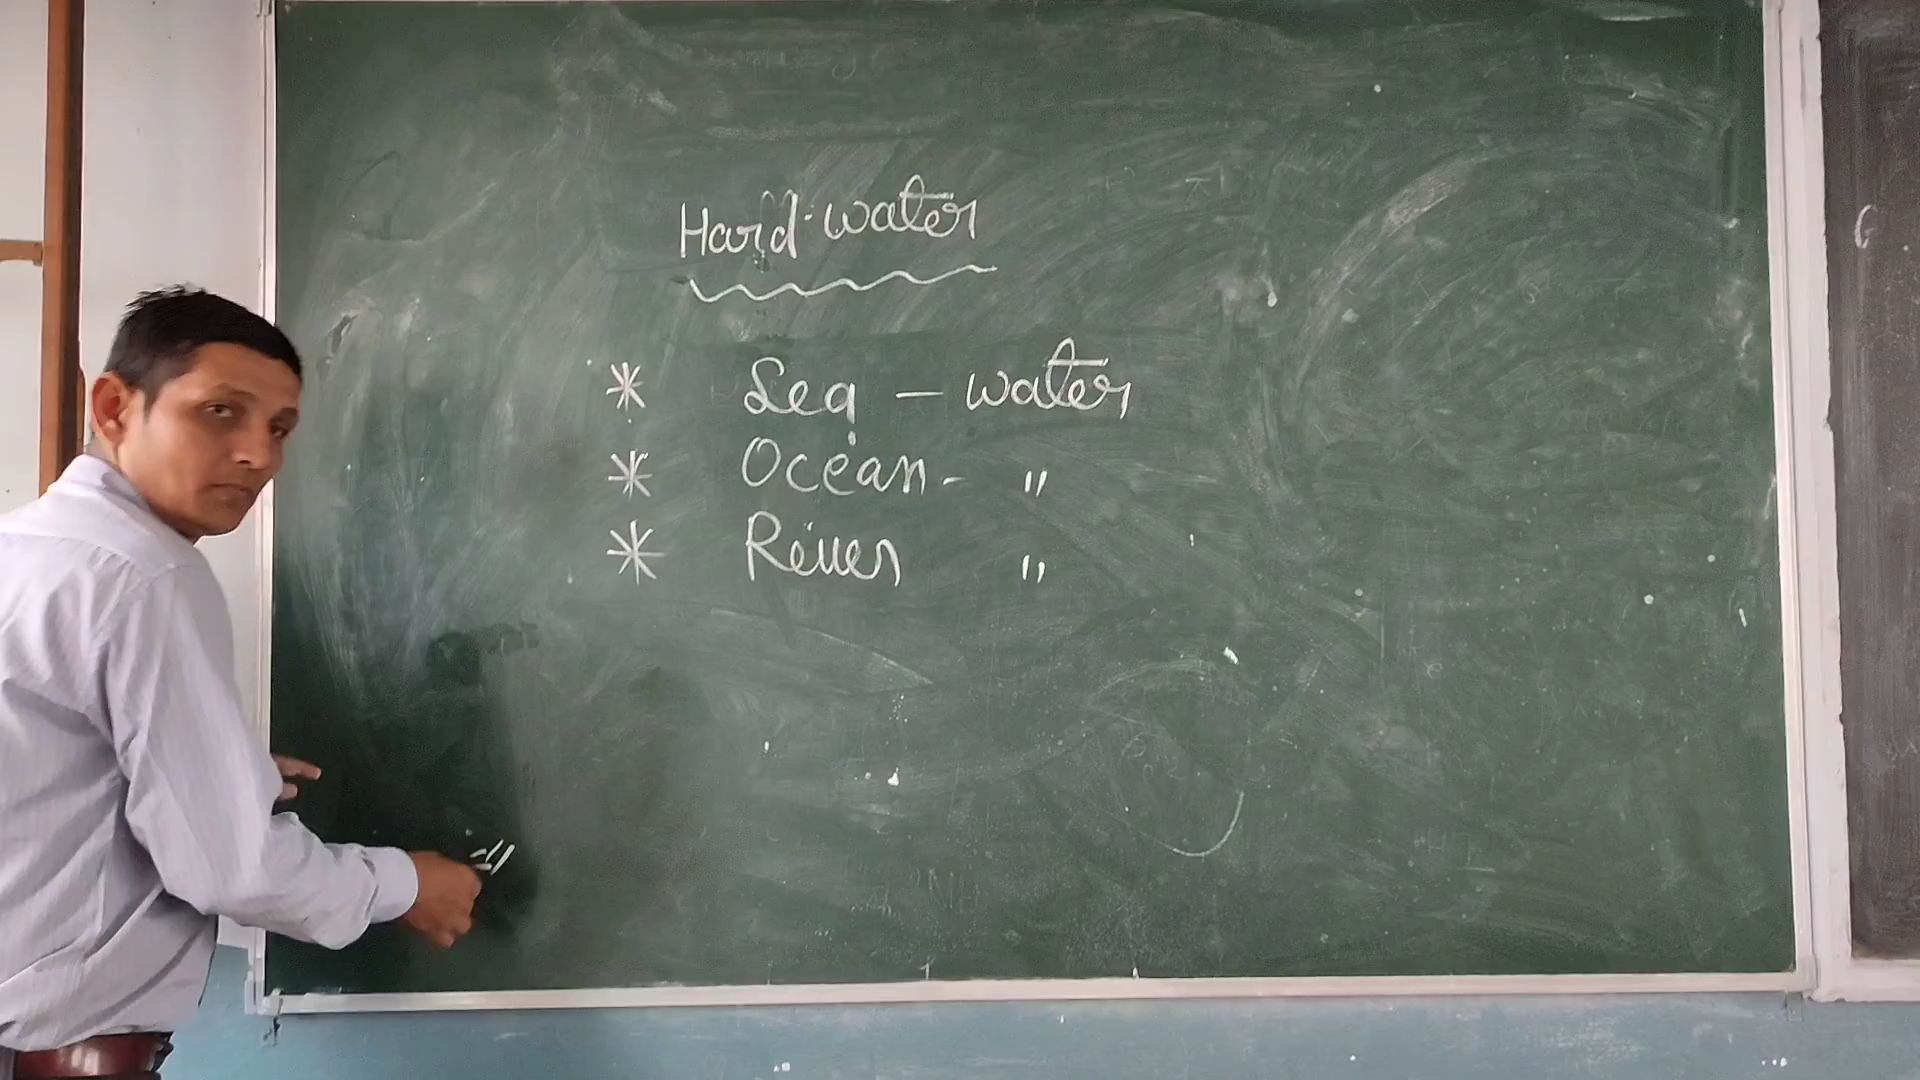 Hard-water
* Sea - water
* Ocean - "
* River "